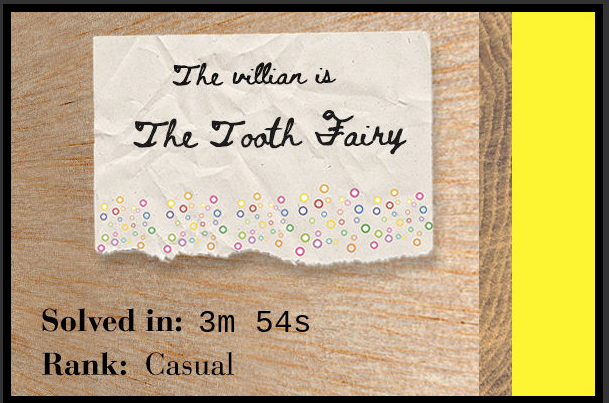 The villian is
The Tooth Fairy
Solved in: 3m 54s
Rank: Casual